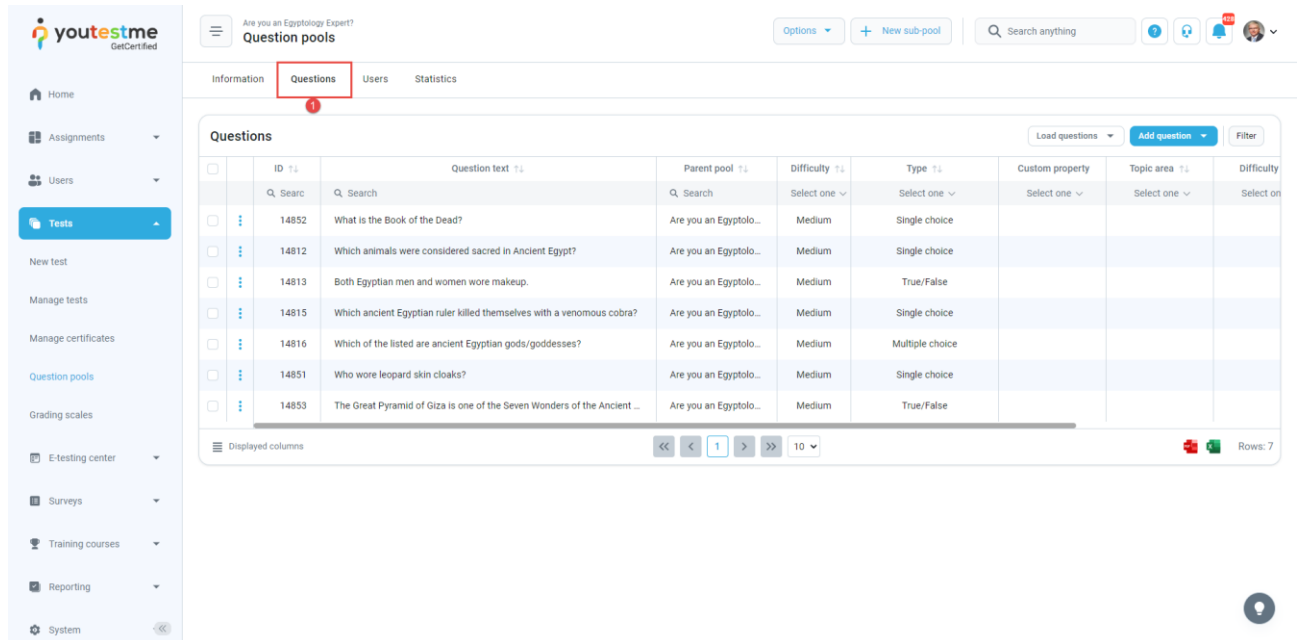 youtestme
GetCertified
Are you an Egyptology Expert?
Question pools
Options
+ New sub-pool
Search anything
428
Home
Assignments
Users
Tests
New test
Manage tests
Manage certificates
Question pools
Grading scales
E-testing center
Surveys
Training courses
Reporting
System
Information Questions Users Statistics
1
Questions
Load questions Add question Filter
ID Question text Parent pool Difficulty Type Custom property Topic area Difficulty
Searc Search Search Select one Select one Select one Select one Select on
14852 What is the Book of the Dead? Are you an Egyptolo... Medium Single choice
14812 Which animals were considered sacred in Ancient Egypt? Are you an Egyptolo... Medium Single choice
14813 Both Egyptian men and women wore makeup. Are you an Egyptolo... Medium True/False
14815 Which ancient Egyptian ruler killed themselves with a venomous cobra? Are you an Egyptolo... Medium Single choice
14816 Which of the listed are ancient Egyptian gods/goddesses? Are you an Egyptolo... Medium Multiple choice
14851 Who wore leopard skin cloaks? Are you an Egyptolo... Medium Single choice
14853 The Great Pyramid of Giza is one of the Seven Wonders of the Ancient ... Are you an Egyptolo... Medium True/False
Displayed columns << < 1 > >> 10 Rows: 7